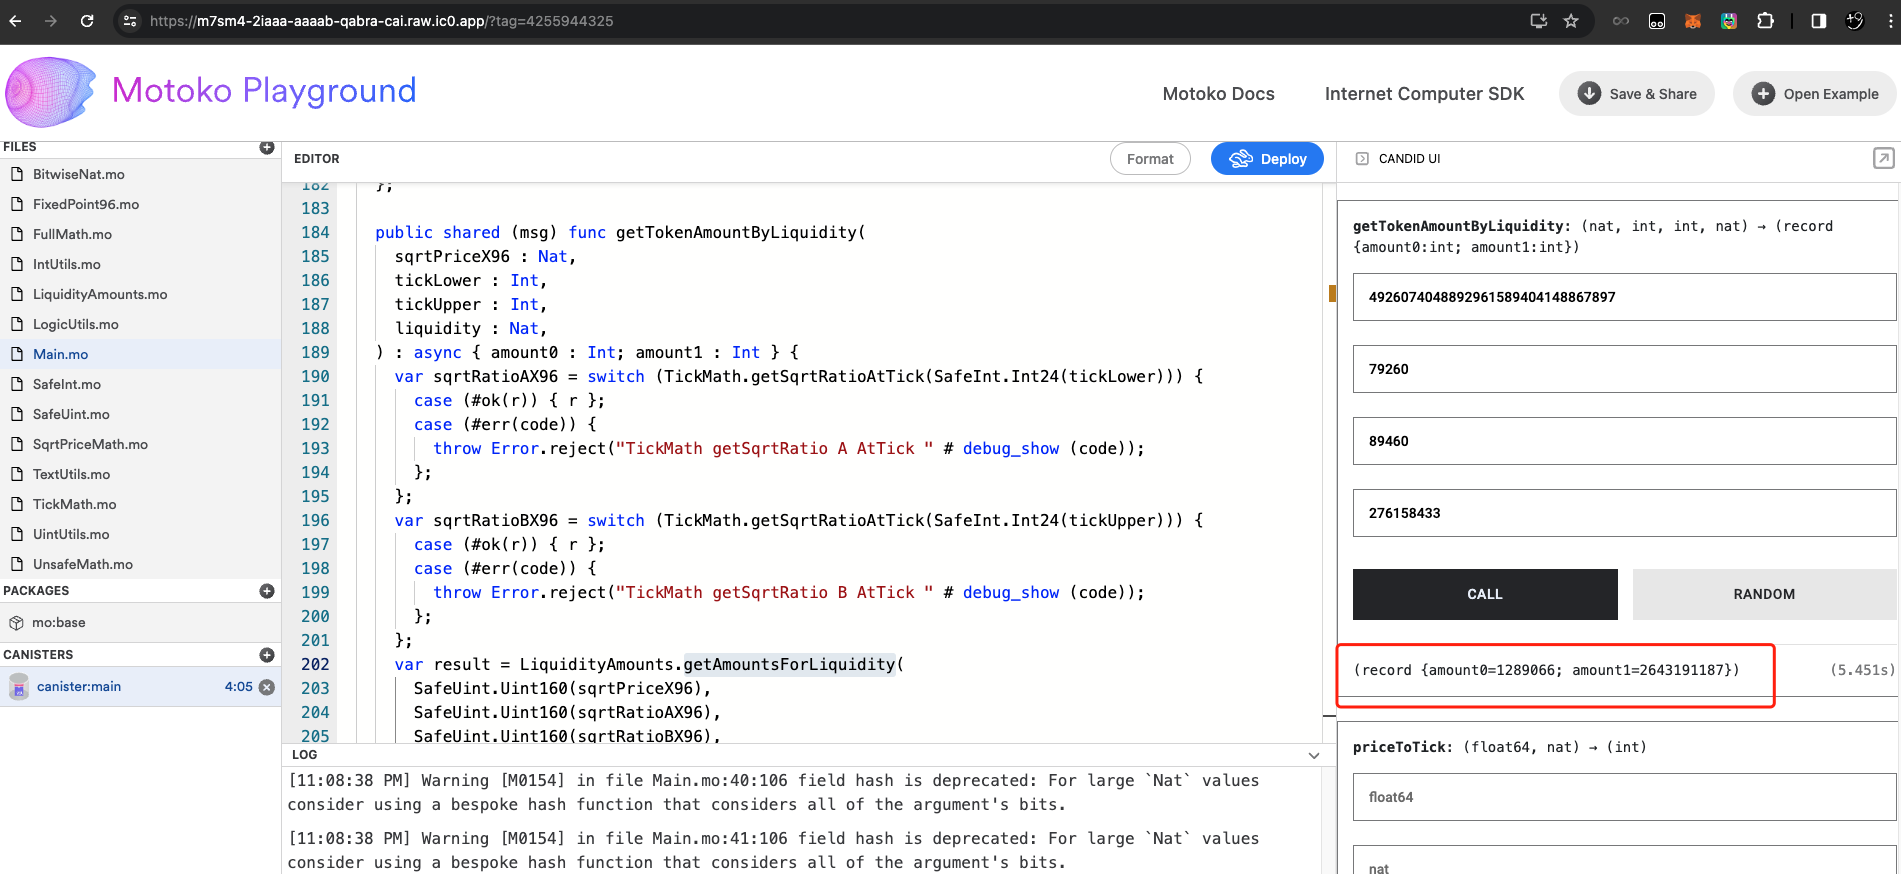 https://m7sm4-2iaaa-aaaab-qabra-cai.raw.ic0.app/?tag=4255944325
Motoko Playground
Motoko Docs
Internet Computer SDK
Save & Share
Open Example
FILES
BitwiseNat.mo
FixedPoint96.mo
FullMath.mo
IntUtils.mo
LiquidityAmounts.mo
LogicUtils.mo
Main.mo
SafeInt.mo
SafeUint.mo
SqrtPriceMath.mo
TextUtils.mo
TickMath.mo
UintUtils.mo
UnsafeMath.mo
PACKAGES
mo:base
CANISTERS
canister:main 4:05
EDITOR
Format
Deploy
182 };
183
184 public shared (msg) func getTokenAmountByLiquidity(
185 sqrtPriceX96 : Nat,
186 tickLower : Int,
187 tickUpper : Int,
188 liquidity : Nat,
189 ) : async { amount0 : Int; amount1 : Int } {
190 var sqrtRatioAX96 = switch (TickMath.getSqrtRatioAtTick(SafeInt.Int24(tickLower))) {
191 case (#ok(r)) { r };
192 case (#err(code)) {
193 throw Error.reject("TickMath getSqrtRatio A AtTick " # debug_show (code));
194 };
195 };
196 var sqrtRatioBX96 = switch (TickMath.getSqrtRatioAtTick(SafeInt.Int24(tickUpper))) {
197 case (#ok(r)) { r };
198 case (#err(code)) {
199 throw Error.reject("TickMath getSqrtRatio B AtTick " # debug_show (code));
200 };
201 };
202 var result = LiquidityAmounts.getAmountsForLiquidity(
203 SafeUint.Uint160(sqrtPriceX96),
204 SafeUint.Uint160(sqrtRatioAX96),
205 SafeUint.Uint160(sqrtRatioBX96),
LOG
[11:08:38 PM] Warning [M0154] in file Main.mo:40:106 field hash is deprecated: For large `Nat` values
consider using a bespoke hash function that considers all of the argument's bits.
[11:08:38 PM] Warning [M0154] in file Main.mo:41:106 field hash is deprecated: For large `Nat` values
consider using a bespoke hash function that considers all of the argument's bits.
CANDID UI
getTokenAmountByLiquidity: (nat, int, int, nat) → (record
{amount0:int; amount1:int})
4926074048892961589404148867897
79260
89460
276158433
CALL
RANDOM
(record {amount0=1289066; amount1=2643191187}) (5.451s)
priceToTick: (float64, nat) → (int)
float64
nat